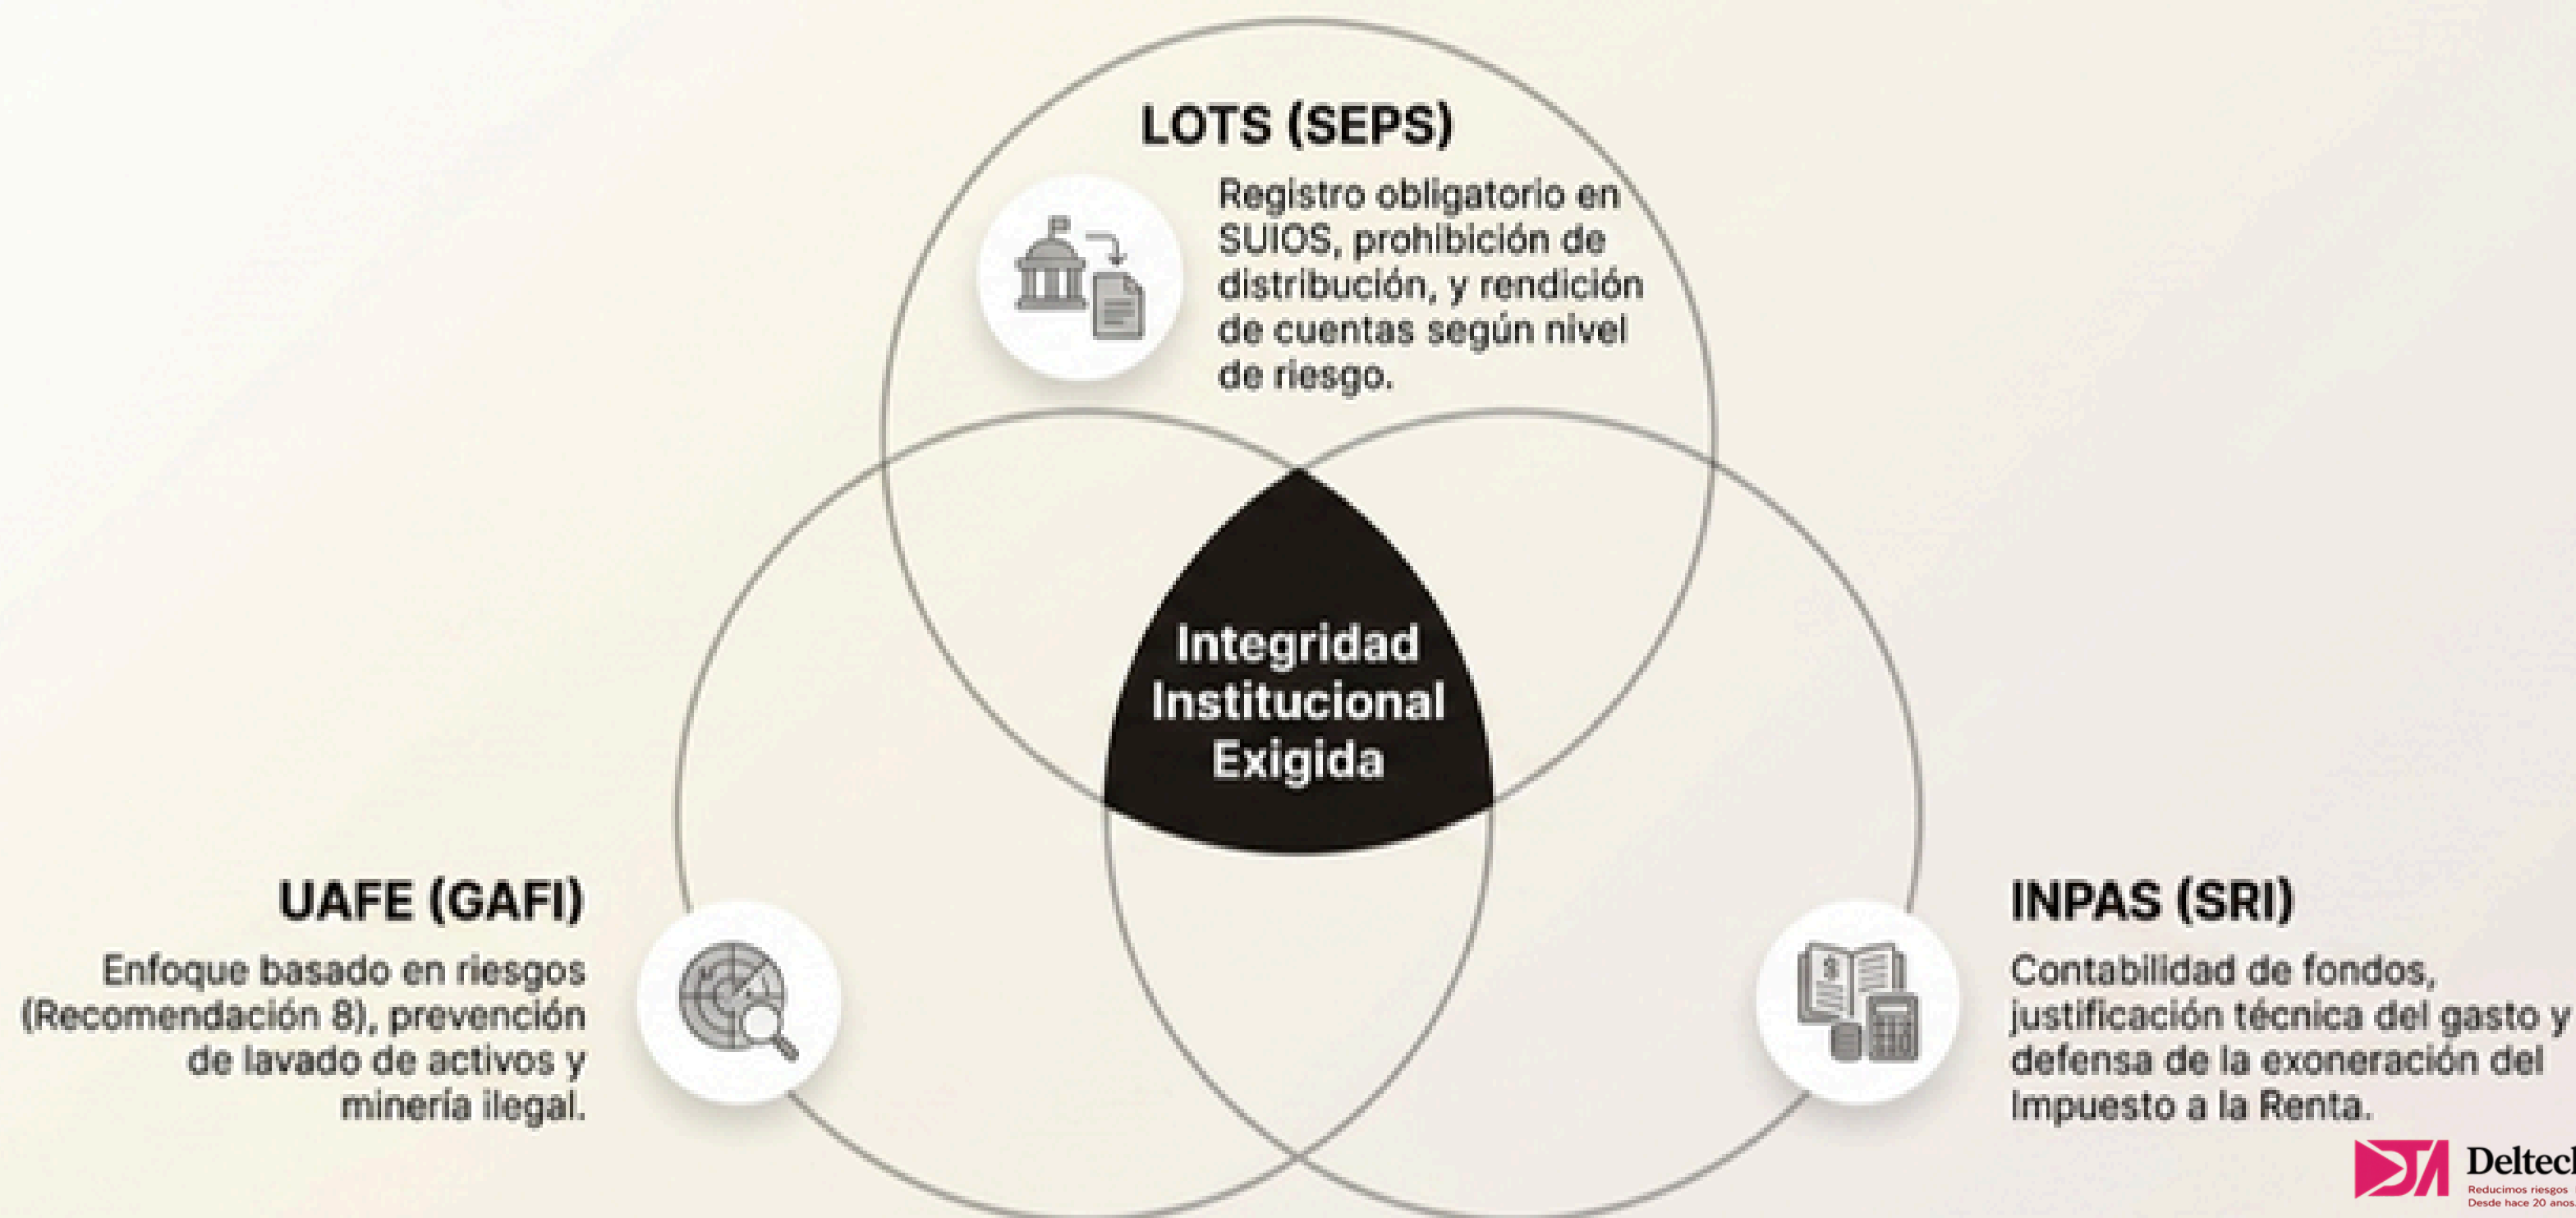 LOTS (SEPS)
Registro obligatorio en
SUIOS, prohibición de
distribución, y rendición
de cuentas según nivel
de riesgo.
Integridad
Institucional
Exigida
UAFE (GAFI)
Enfoque basado en riesgos
(Recomendación 8), prevención
de lavado de activos y
minería ilegal.
INPAS (SRI)
Contabilidad de fondos,
justificación técnica del gasto y
defensa de la exoneración del
Impuesto a la Renta.
Reducimos riesgos
Desde hace 20 anos.